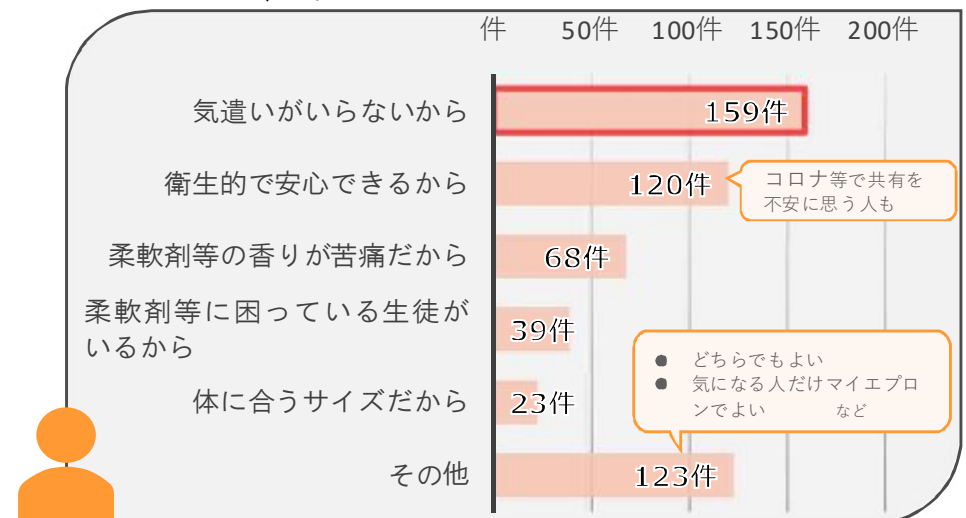 件 50件 100件 150件 200件
気遣いがいらないから 159件
衛生的で安心できるから 120件
コロナ等で共有を
不安に思う人も
柔軟剤等の香りが苦痛だから 68件
柔軟剤等に困っている生徒が
いるから
39件
体に合うサイズだから 23件
● どちらでもよい
● 気になる人だけマイエプロ
ンでよい など
その他 123件